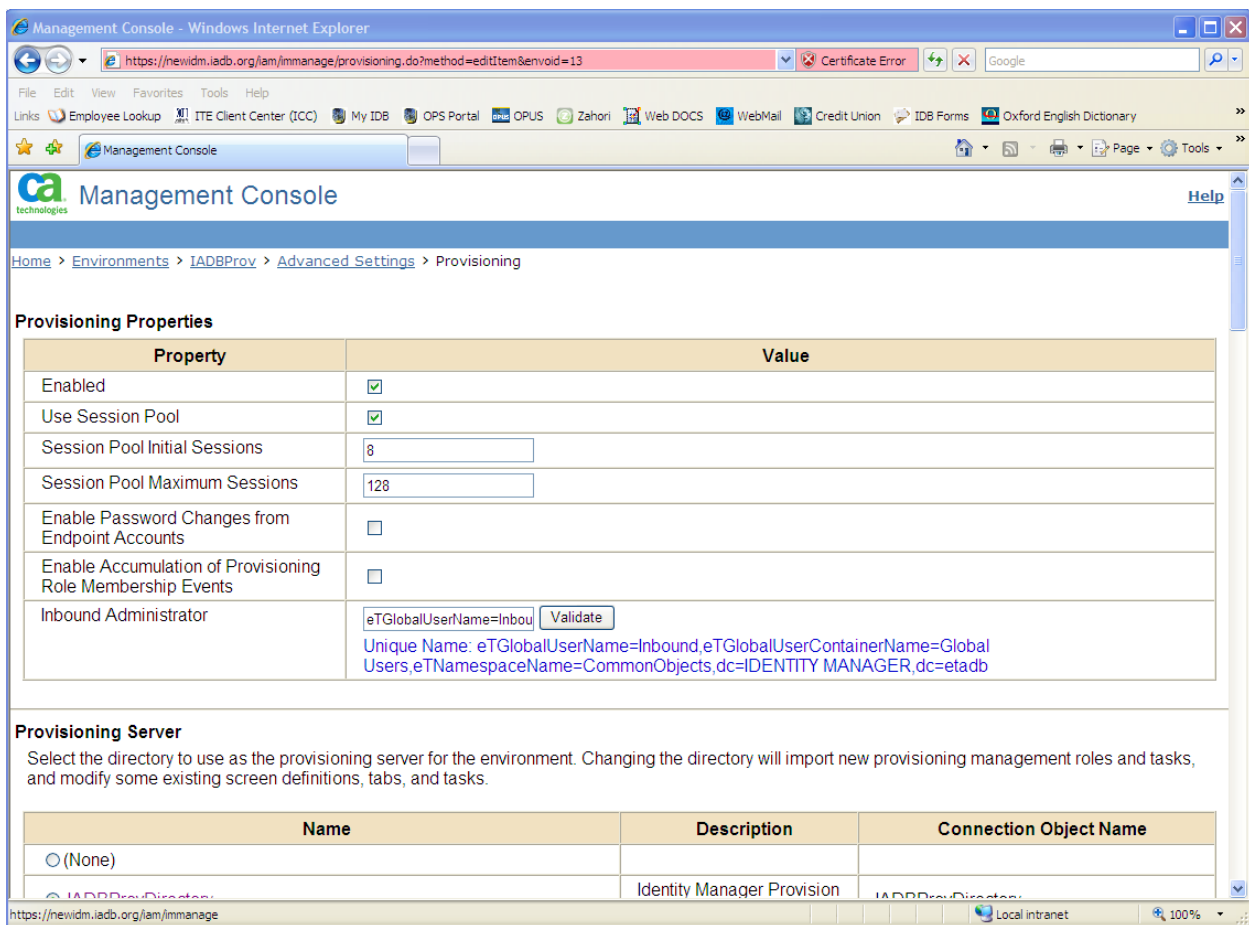 Management Console - Windows Internet Explorer
https://newidm.iadb.org/iam/immanage/provisioning.do?method=editItem&envoid=13
Certificate Error
Google
File Edit View Favorites Tools Help
Links Employee Lookup ITE Client Center (ICC) My IDB OPS Portal OPUS Zahori Web DOCS WebMail Credit Union IDB Forms Oxford English Dictionary »
Management Console
Page Tools »
ca technologies
Management Console
Help
Home > Environments > IADBProv > Advanced Settings > Provisioning
Provisioning Properties
Property Value
Enabled
Use Session Pool
Session Pool Initial Sessions 8
Session Pool Maximum Sessions 128
Enable Password Changes from
Endpoint Accounts
Enable Accumulation of Provisioning
Role Membership Events
Inbound Administrator eTGlobalUserName=Inbou Validate
Unique Name: eTGlobalUserName=Inbound,eTGlobalUserContainerName=Global
Users,eTNamespaceName=CommonObjects,dc=IDENTITY MANAGER,dc=etadb
Provisioning Server
Select the directory to use as the provisioning server for the environment. Changing the directory will import new provisioning management roles and tasks,
and modify some existing screen definitions, tabs, and tasks.
Name Description Connection Object Name
(None)
IADBProvDirectory Identity Manager Provision IADBProvDirectory
https://newidm.iadb.org/iam/immanage Local intranet 100%